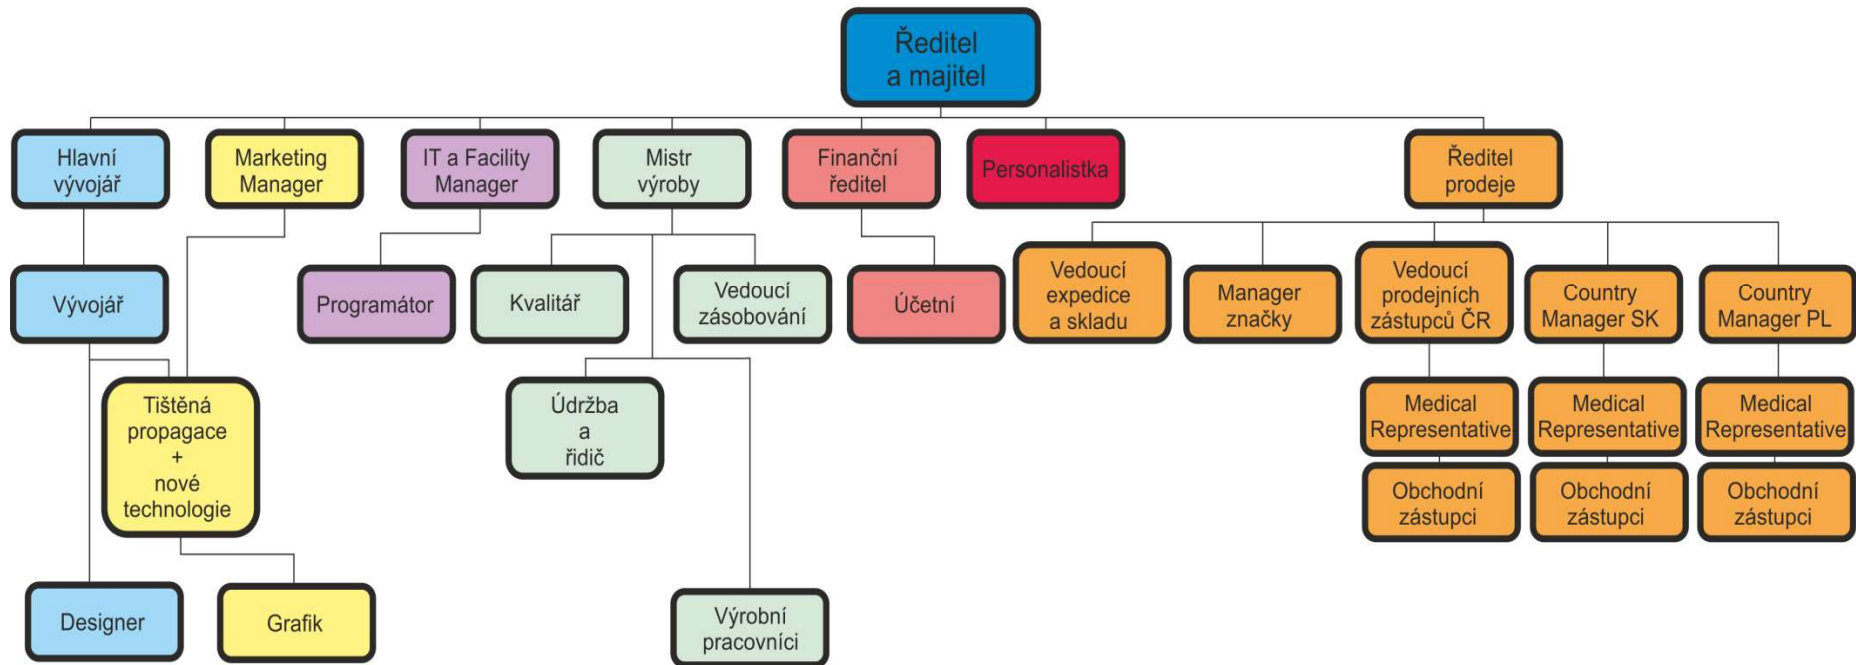 Ředitel
a majitel
Hlavní
vývojář
Marketing
Manager
IT a Facility
Manager
Mistr
výroby
Finanční
ředitel
Personalistka
Ředitel
prodeje
Vývojář
Programátor
Kvalitář
Vedoucí
zásobování
Účetní
Vedoucí
expedice
a skladu
Manager
značky
Vedoucí
prodejních
zástupců ČR
Country
Manager SK
Country
Manager PL
Tištěná
propagace
+
nové
technologie
Údržba
a
řidič
Medical
Representative
Medical
Representative
Medical
Representative
Obchodní
zástupci
Obchodní
zástupci
Obchodní
zástupci
Designer
Grafik
Výrobní
pracovníci